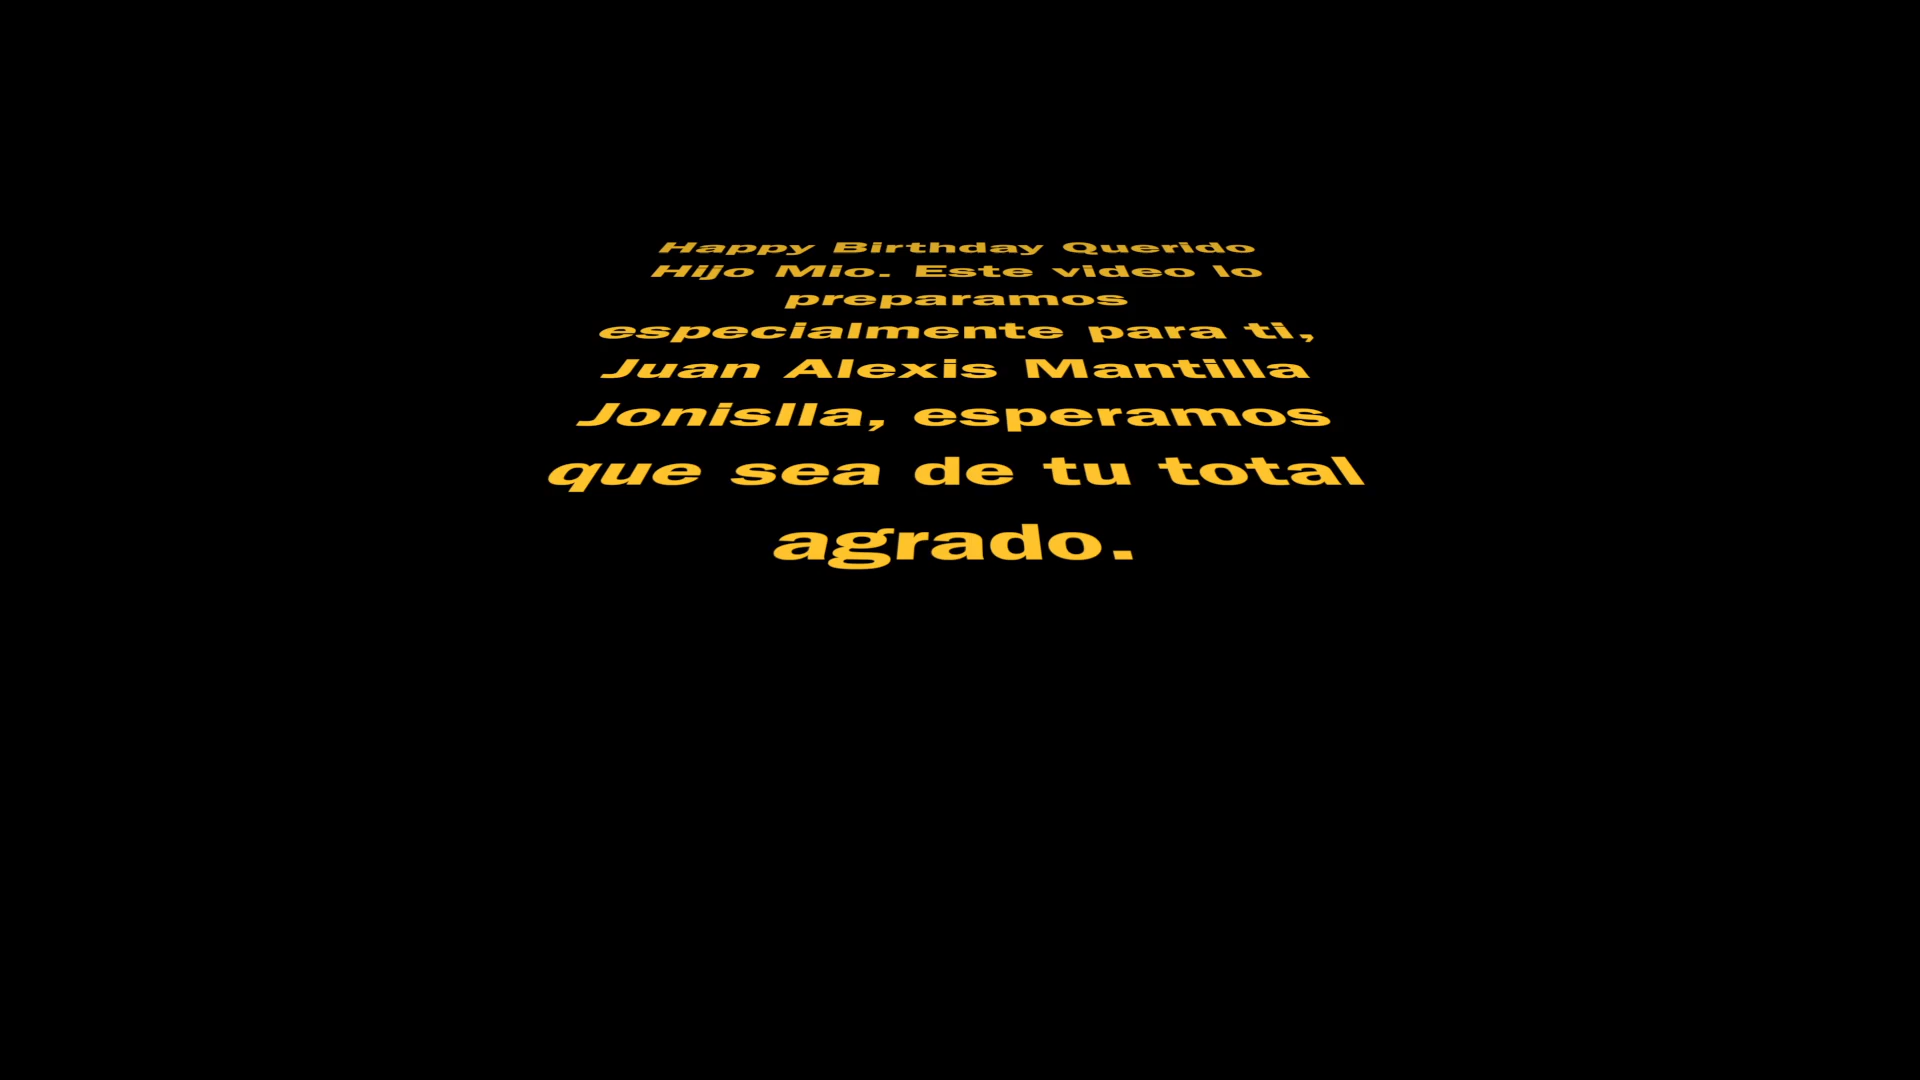 Happy Birthday Querido
Hijo Mio. Este video lo
preparamos
especialmente para ti,
Juan Alexis Mantilla
Jonislla, esperamos
que sea de tu total
agrado.